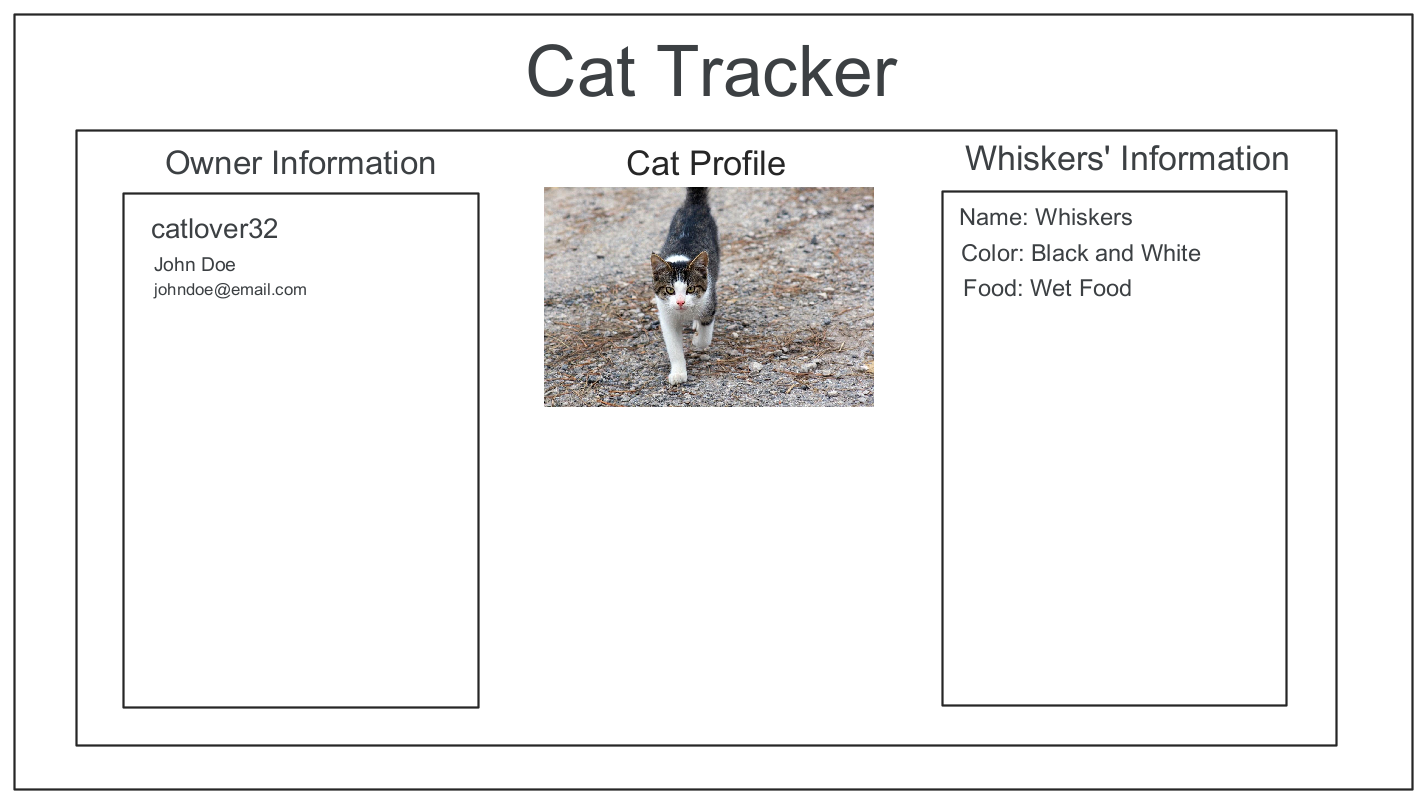 Cat Tracker
Owner Information
catlover32
John Doe
johndoe@email.com
Cat Profile
Whiskers' Information
Name: Whiskers
Color: Black and White
Food: Wet Food